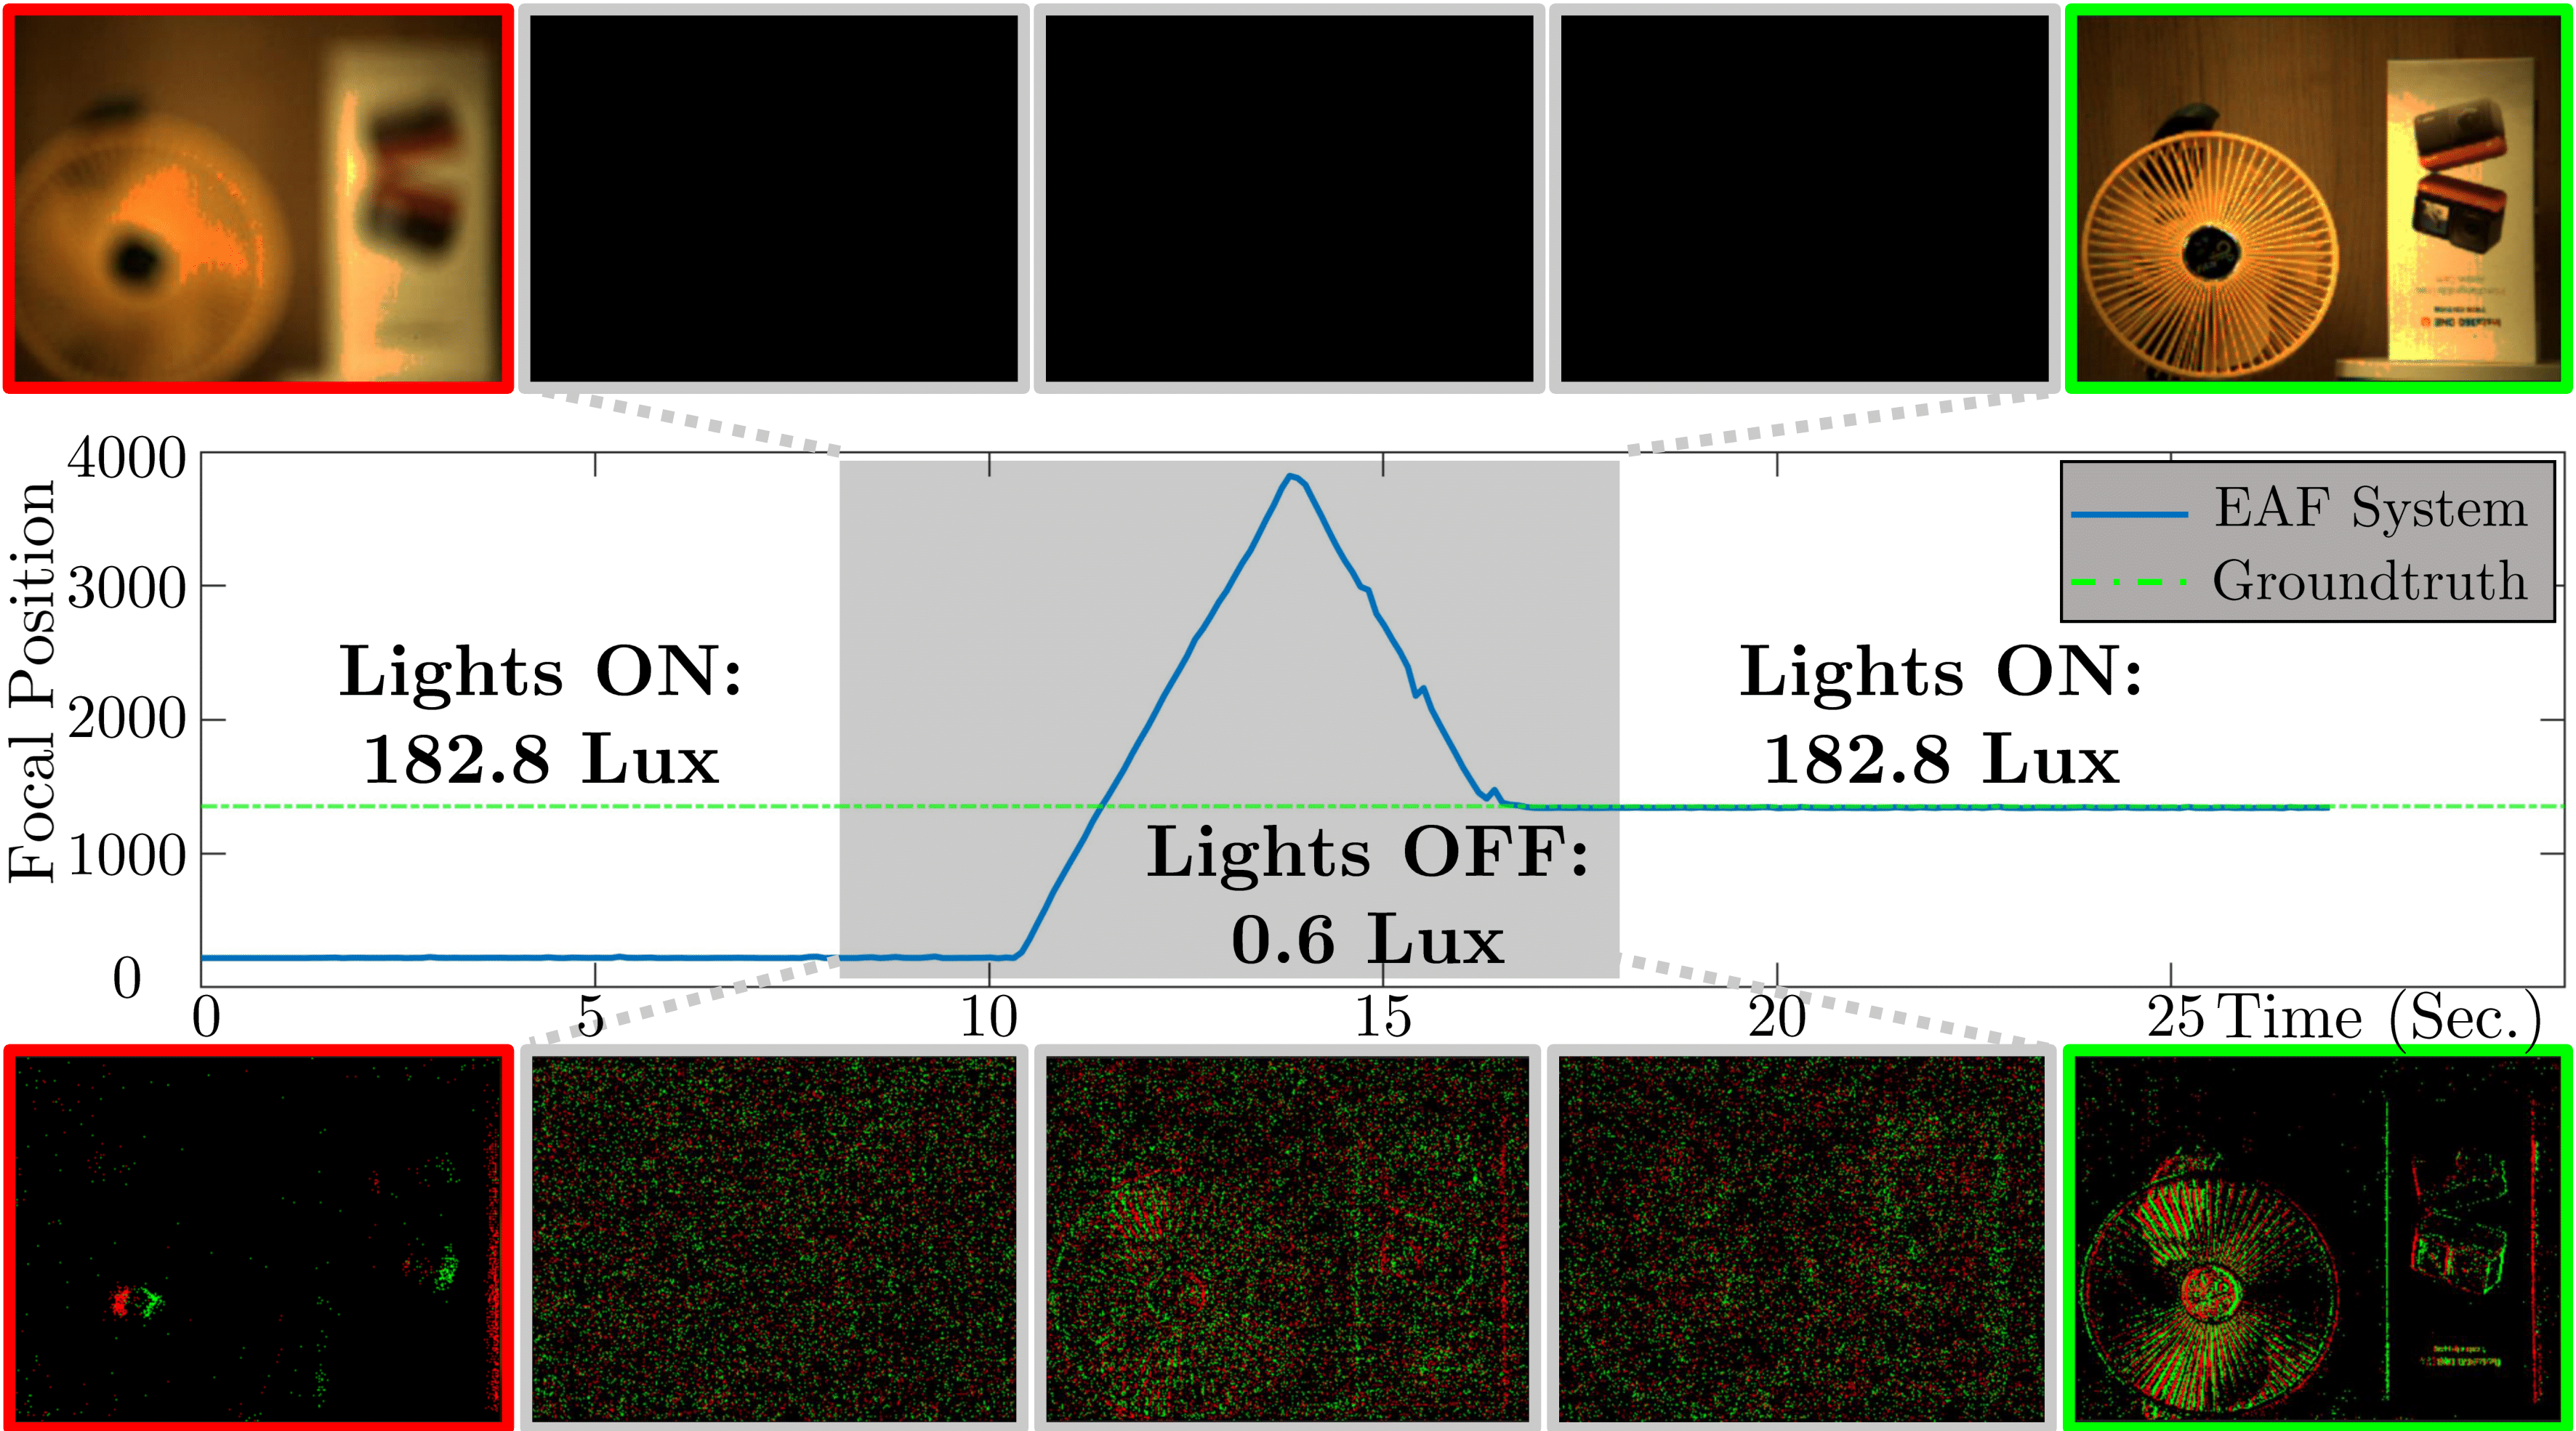 4000
3000
2000
1000
0
Focal Position
EAF System
Groundtruth
Lights ON:
182.8 Lux
Lights OFF:
0.6 Lux
Lights ON:
182.8 Lux
0
5
10
15
20
25
Time (Sec.)